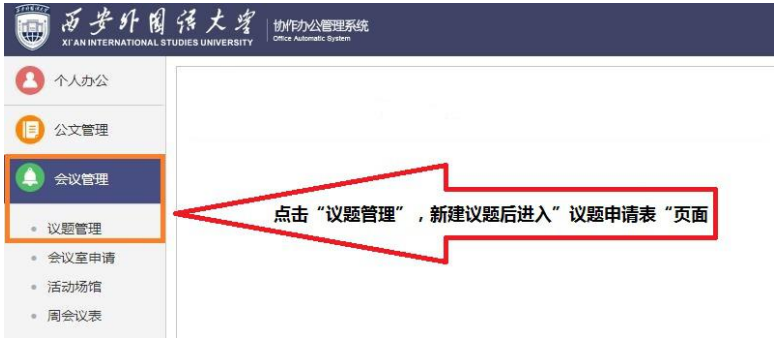 西安外国语大学
XI'AN INTERNATIONAL STUDIES UNIVERSITY
协作办公管理系统
Office Automatic System
个人办公
公文管理
会议管理
议题管理
会议室申请
活动场馆
周会议表
点击“议题管理”，新建议题后进入”议题申请表“页面